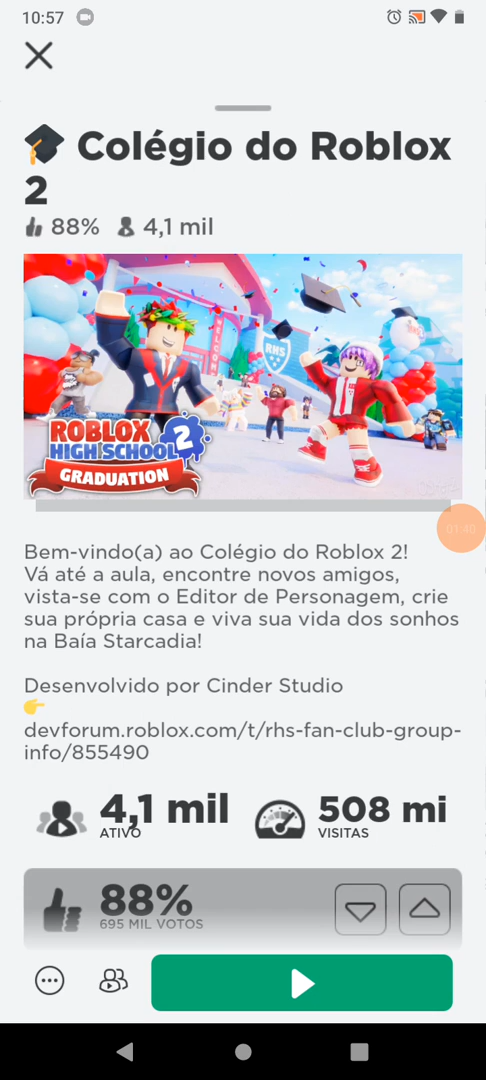 10:57
Colégio do Roblox
2
88% 4,1 mil
WELCOME
RHS
ROBLOX
HIGH SCHOOL 2
GRADUATION
01:40
Bem-vindo(a) ao Colégio do Roblox 2!
Vá até a aula, encontre novos amigos,
vista-se com o Editor de Personagem, crie
sua própria casa e viva sua vida dos sonhos
na Baía Starcadia!
Desenvolvido por Cinder Studio
devforum.roblox.com/t/rhs-fan-club-group-
info/855490
4,1 mil 508 mi
ATIVO VISITAS
88%
695 MIL VOTOS